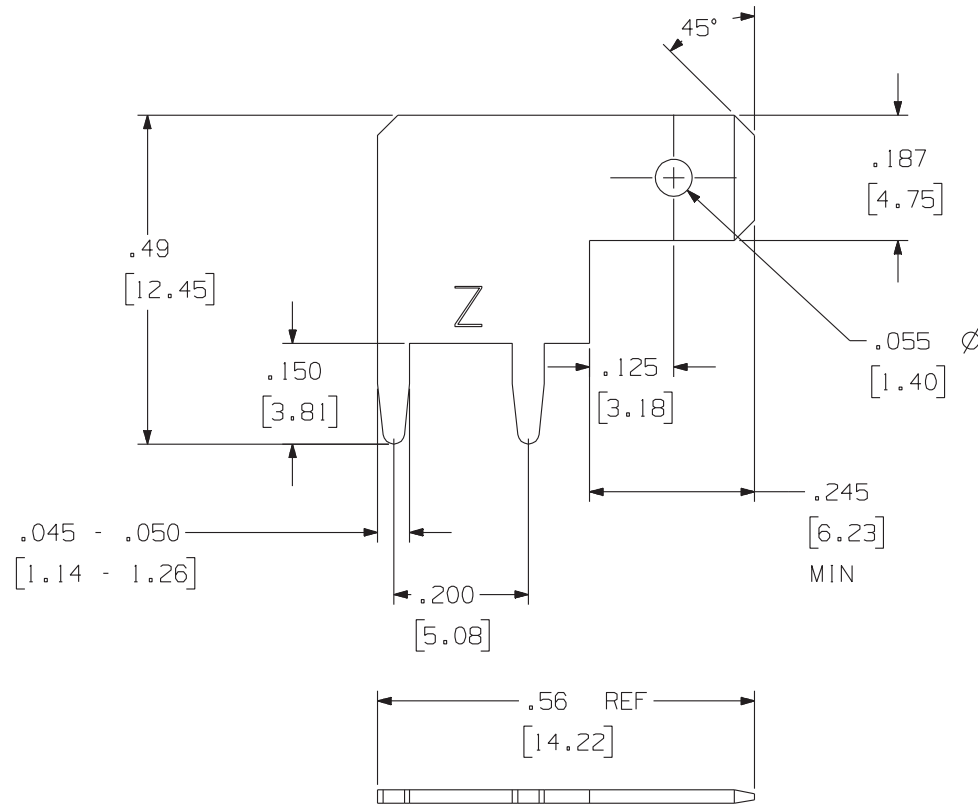 45°
.187
[4.75]
.49
[12.45]
Z
.150
[3.81]
.125
[3.18]
.055 Ø
[1.40]
.245
[6.23]
MIN
.045 - .050
[1.14 - 1.26]
.200
[5.08]
.56 REF
[14.22]